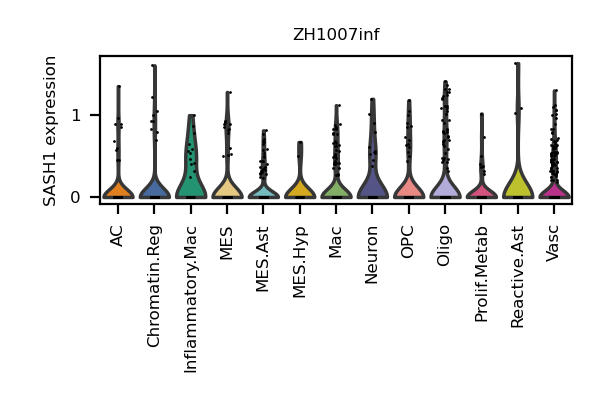 ZH1007inf
SASH1 expression
1
0
AC
Chromatin.Reg
Inflammatory.Mac
MES
MES.Ast
MES.Hyp
Mac
Neuron
OPC
Oligo
Prolif.Metab
Reactive.Ast
Vasc